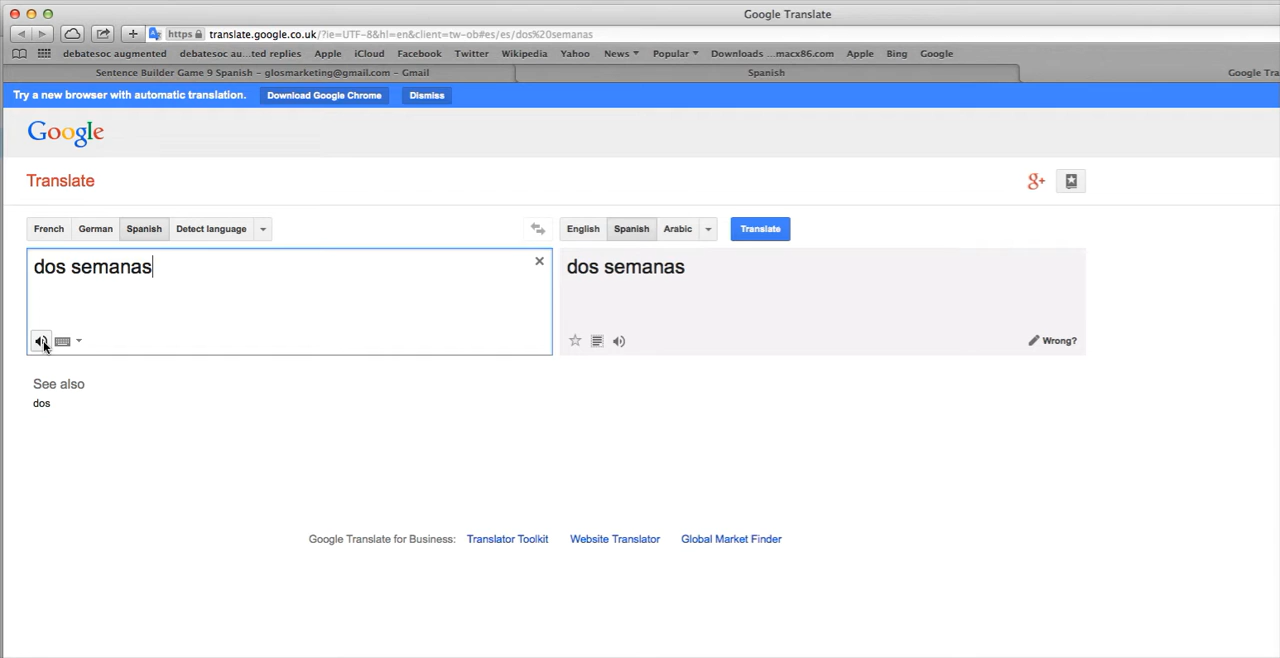 Google Translate
https translate.google.co.uk/?ie=UTF-8&hl=en&client=tw-ob#es/es/dos%20semanas
debatesoc augmented debatesoc au...ted replies Apple iCloud Facebook Twitter Wikipedia Yahoo News Popular Downloads ...macx86.com Apple Bing Google
Sentence Builder Game 9 Spanish – glosmarketing@gmail.com – Gmail Spanish Google Tra
Try a new browser with automatic translation. Download Google Chrome Dismiss
Google
Translate
g+
French German Spanish Detect language English Spanish Arabic Translate
dos semanas dos semanas
Wrong?
See also
dos
Google Translate for Business: Translator Toolkit Website Translator Global Market Finder